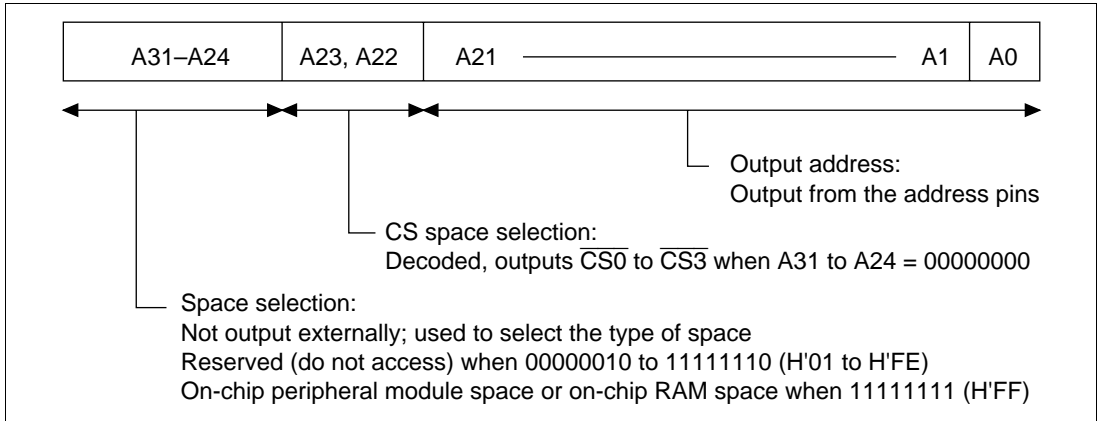 A31–A24 A23, A22 A21 A1 A0
Output address:
Output from the address pins
CS space selection:
Decoded, outputs C̅S̅0̅ to C̅S̅3̅ when A31 to A24 = 00000000
Space selection:
Not output externally; used to select the type of space
Reserved (do not access) when 00000010 to 11111110 (H'01 to H'FE)
On-chip peripheral module space or on-chip RAM space when 11111111 (H'FF)